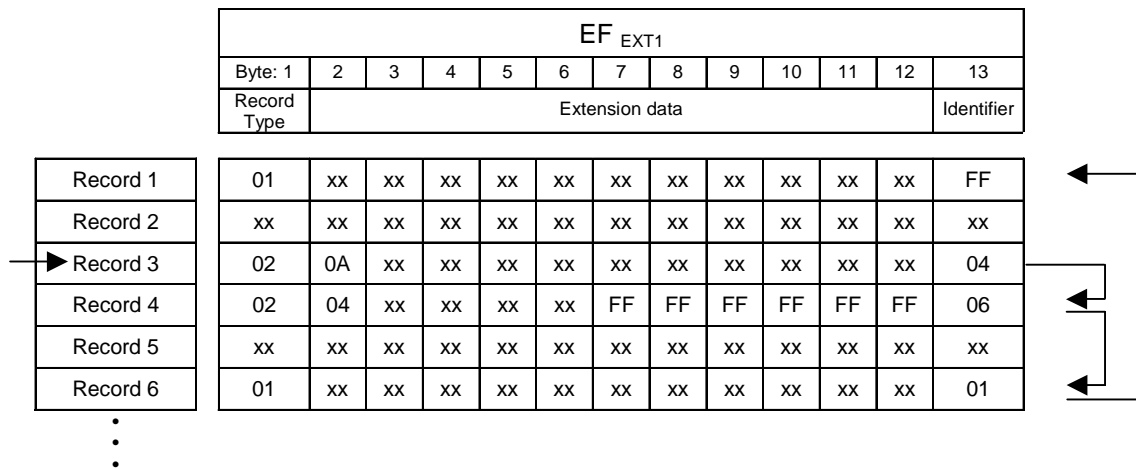 EF EXT1
Byte: 1 2 3 4 5 6 7 8 9 10 11 12 13
Record Type Extension data Identifier
Record 1 01 xx xx xx xx xx xx xx xx xx xx xx FF
Record 2 xx xx xx xx xx xx xx xx xx xx xx xx xx
Record 3 02 0A xx xx xx xx xx xx xx xx xx xx 04
Record 4 02 04 xx xx xx xx FF FF FF FF FF FF 06
Record 5 xx xx xx xx xx xx xx xx xx xx xx xx xx
Record 6 01 xx xx xx xx xx xx xx xx xx xx xx 01